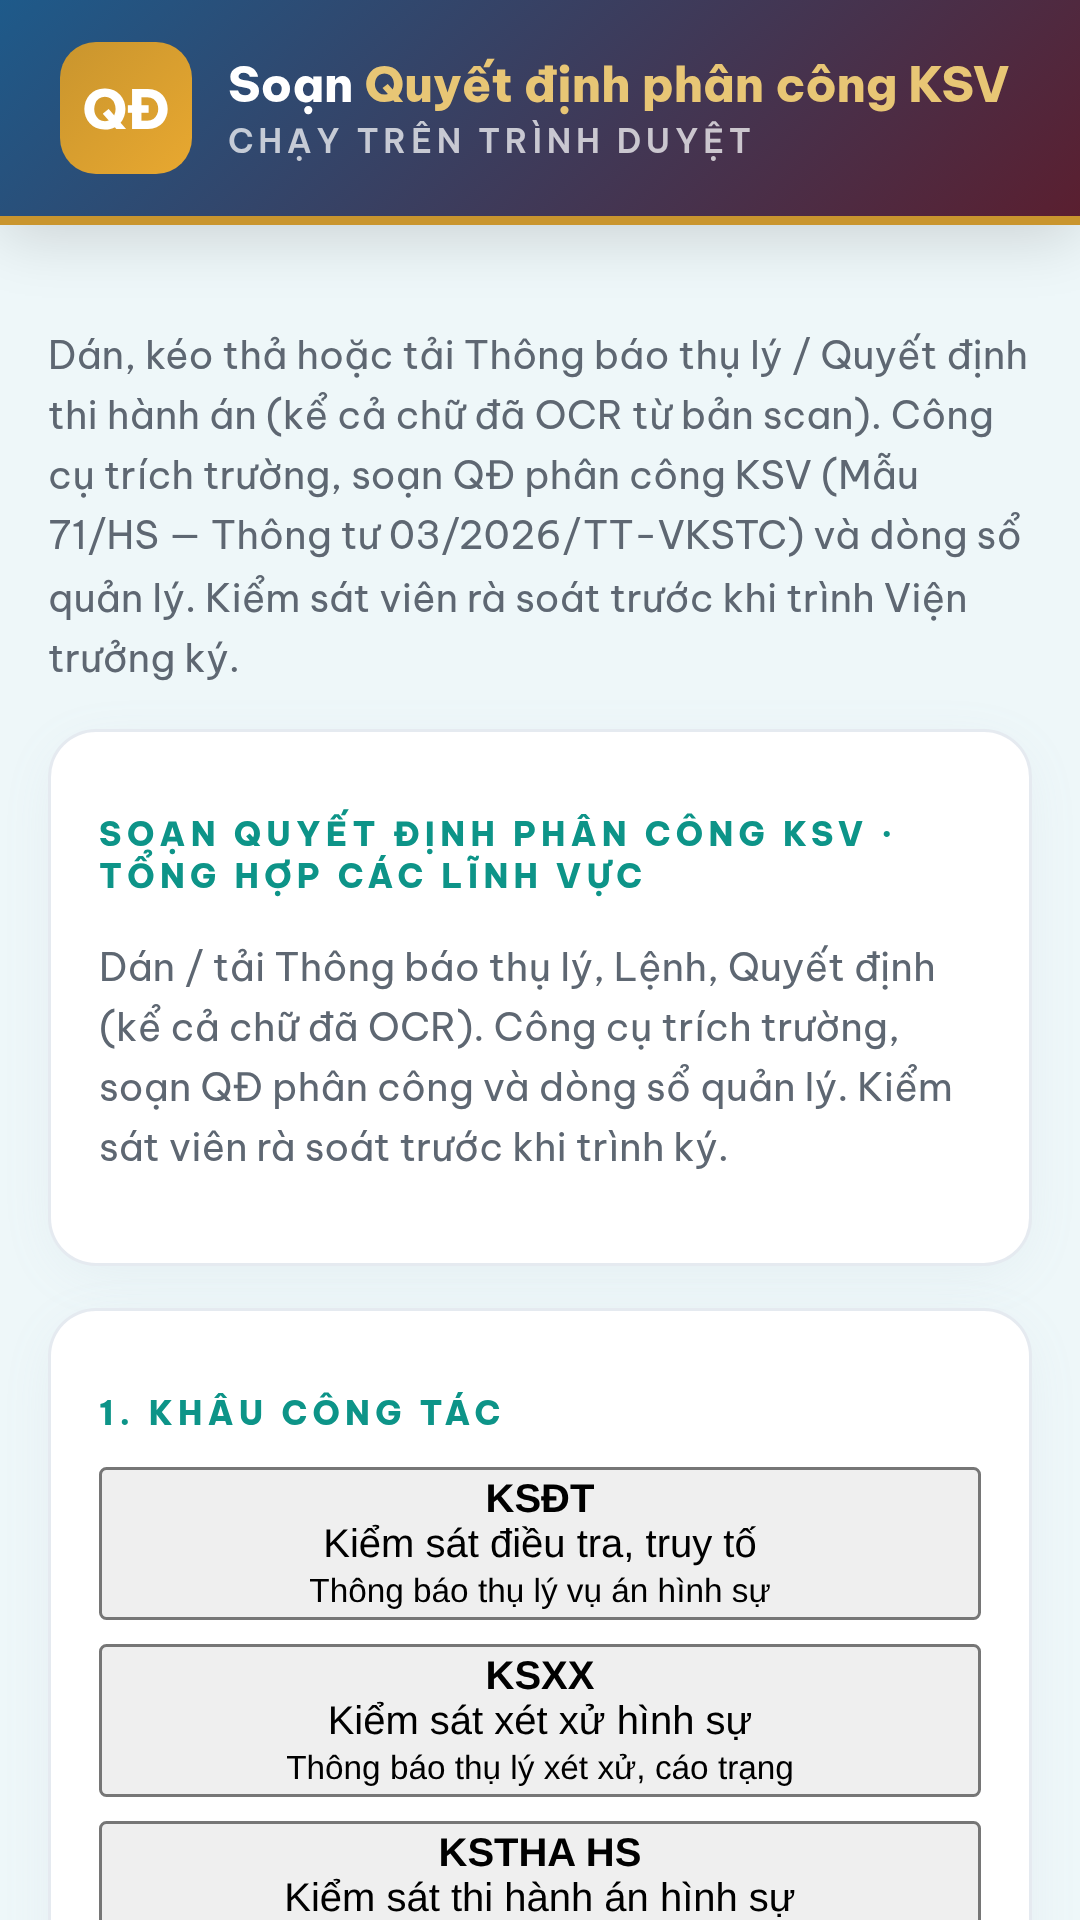 QĐ
Soạn Quyết định phân công KSV
CHẠY TRÊN TRÌNH DUYỆT
Dán, kéo thả hoặc tải Thông báo thụ lý / Quyết định
thi hành án (kể cả chữ đã OCR từ bản scan). Công
cụ trích trường, soạn QĐ phân công KSV (Mẫu
71/HS — Thông tư 03/2026/TT-VKSTC) và dòng sổ
quản lý. Kiểm sát viên rà soát trước khi trình Viện
trưởng ký.
SOẠN QUYẾT ĐỊNH PHÂN CÔNG KSV ·
TỔNG HỢP CÁC LĨNH VỰC
Dán / tải Thông báo thụ lý, Lệnh, Quyết định
(kể cả chữ đã OCR). Công cụ trích trường,
soạn QĐ phân công và dòng sổ quản lý. Kiểm
sát viên rà soát trước khi trình ký.
1. KHÂU CÔNG TÁC
KSĐT
Kiểm sát điều tra, truy tố
Thông báo thụ lý vụ án hình sự
KSXX
Kiểm sát xét xử hình sự
Thông báo thụ lý xét xử, cáo trạng
KSTHA HS
Kiểm sát thi hành án hình sự